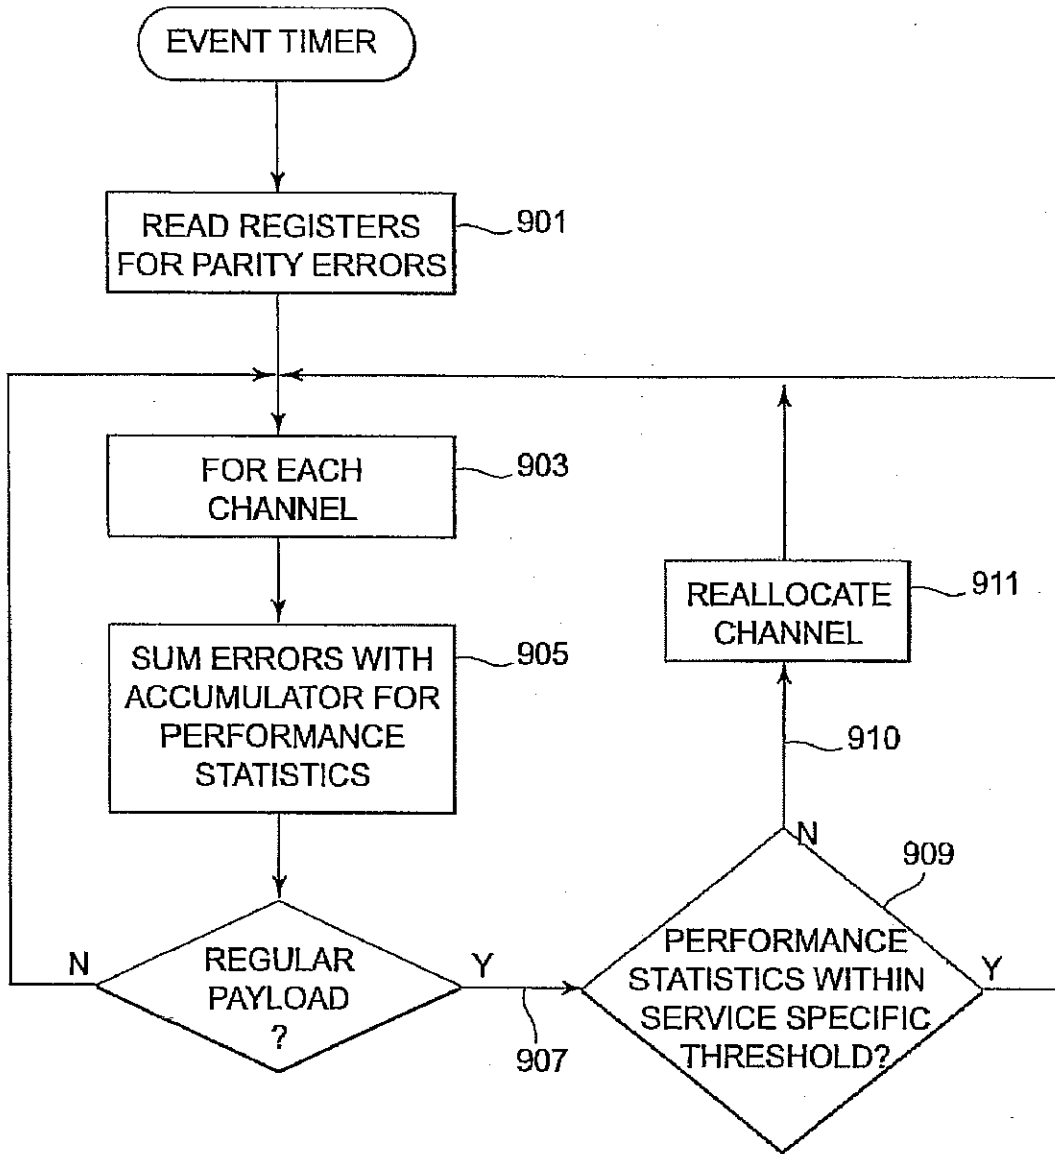 EVENT TIMER
READ REGISTERS
FOR PARITY ERRORS
901
FOR EACH
CHANNEL
903
SUM ERRORS WITH
ACCUMULATOR FOR
PERFORMANCE
STATISTICS
905
REGULAR
PAYLOAD
?
N
Y
907
PERFORMANCE
STATISTICS WITHIN
SERVICE SPECIFIC
THRESHOLD?
909
N
Y
910
REALLOCATE
CHANNEL
911